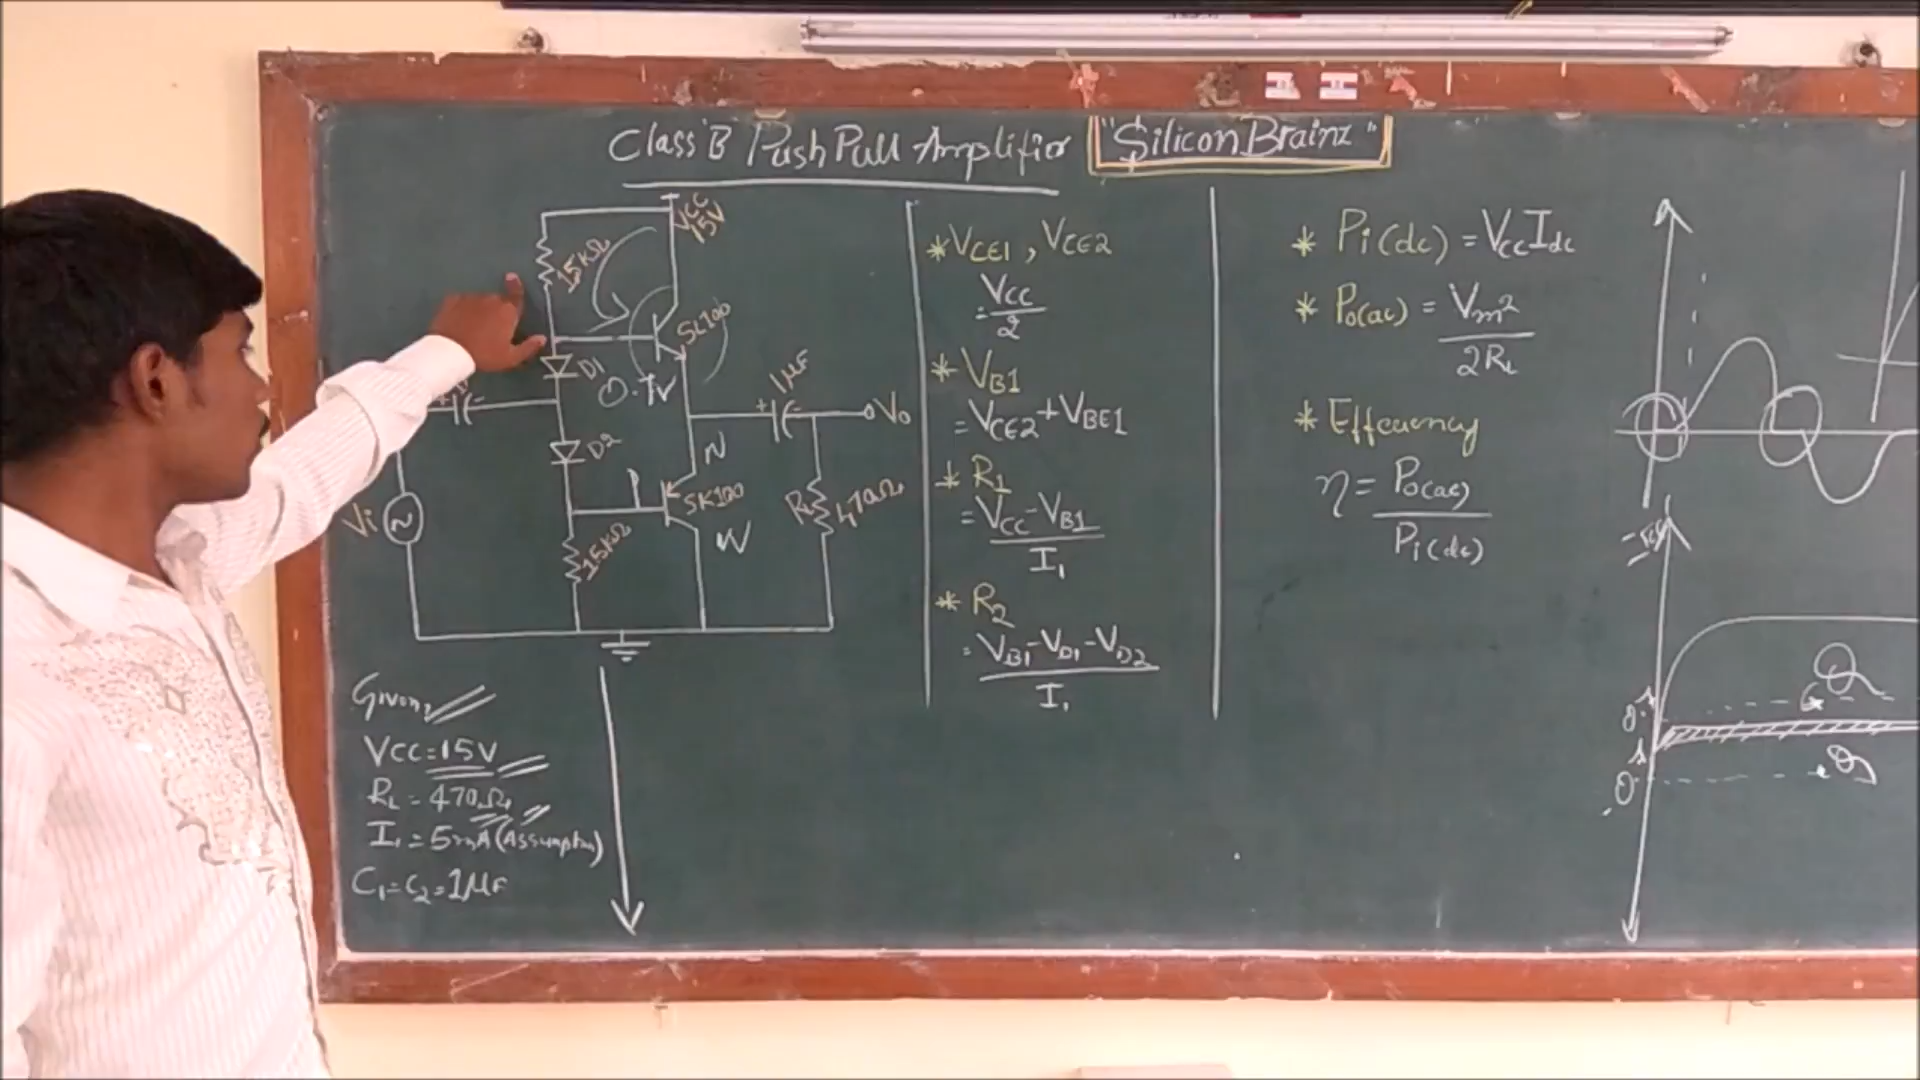 Class B Push Pull Amplifier
"Silicon Brainz"
VCC
15V
15KΩ
SL100
D1
0.7V
1μF
Vo
D2
N
SK100
RL 470Ω
Vi
15KΩ
Given,
VCC=15V
RL = 470Ω
I1 = 5mA (Assumption)
C1=C2=1μF
* VCE1, VCE2
= VCC/2
* VB1
= VCE2+VBE1
* R1
= VCC-VB1/I1
* R2
= VB1-VD1-VD2/I1
* Pi(dc) = VCC Idc
* Po(ac) = Vm²/2RL
* Efficiency
η = Po(ac)/Pi(dc)
Q
Q